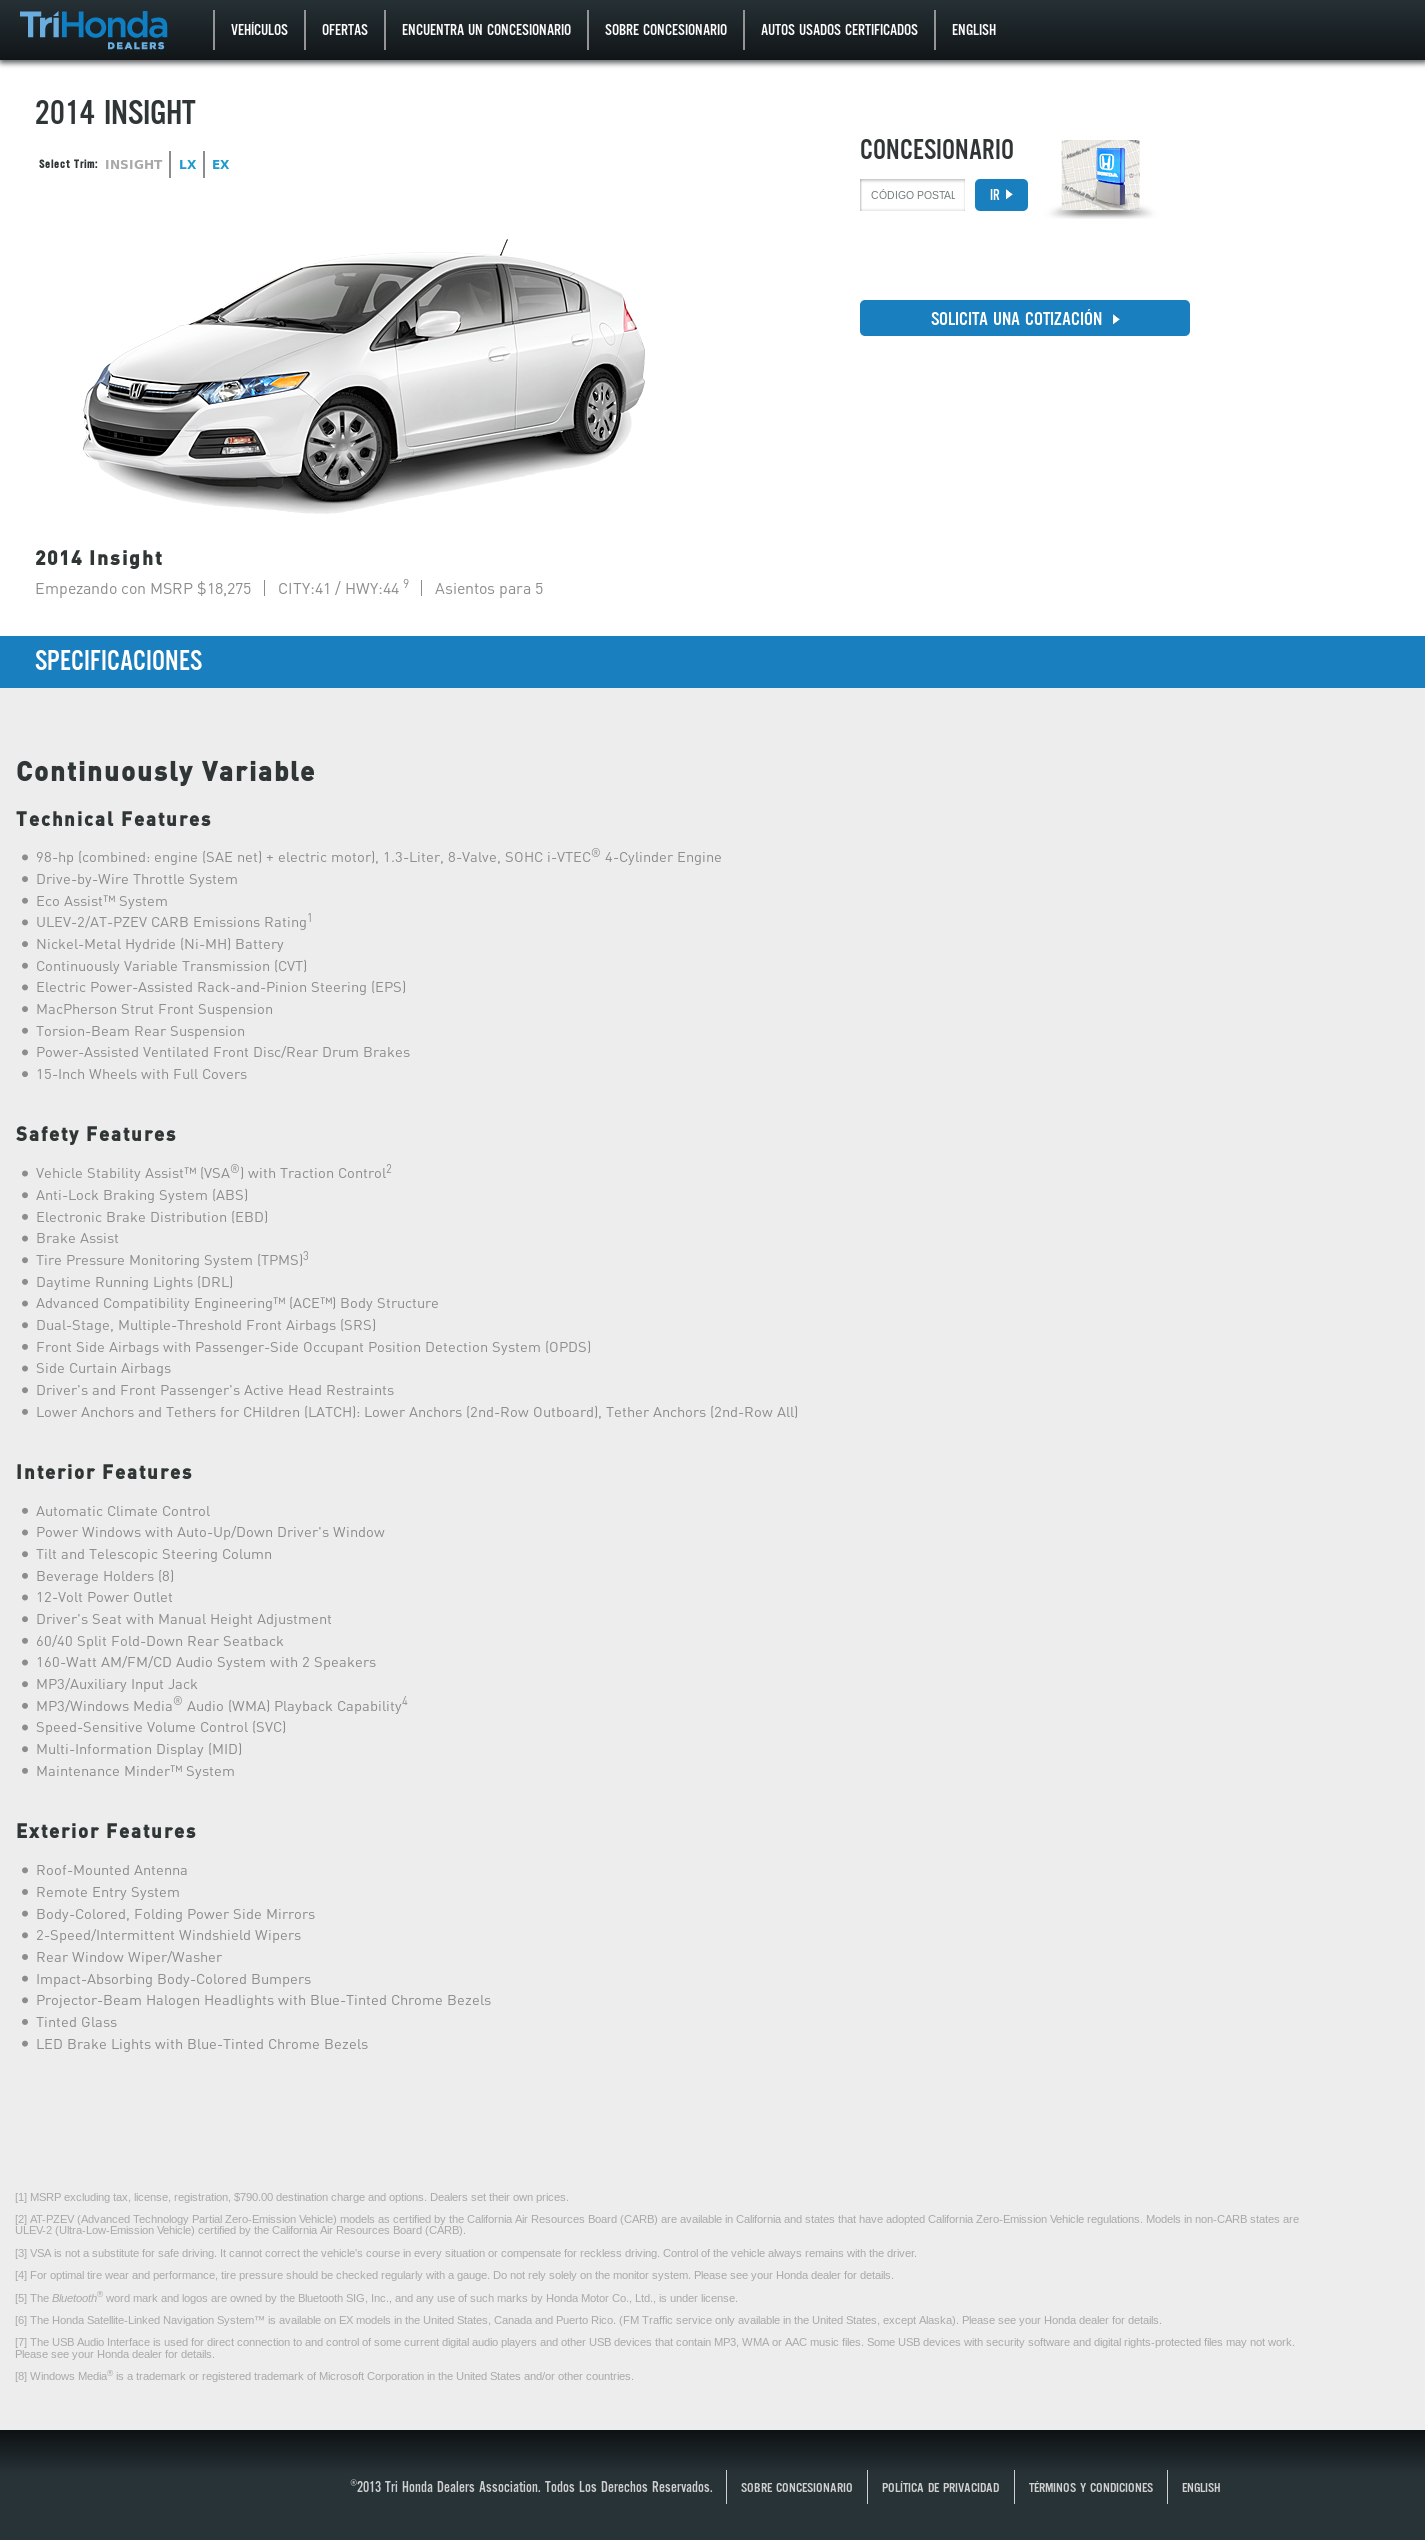 TriHonda
DEALERS
VEHÍCULOS
OFERTAS
ENCUENTRA UN CONCESIONARIO
SOBRE CONCESIONARIO
AUTOS USADOS CERTIFICADOS
ENGLISH
2014 INSIGHT
Select Trim: INSIGHT LX EX
CONCESIONARIO
CÓDIGO POSTAL
IR
SOLICITA UNA COTIZACIÓN
2014 Insight
Empezando con MSRP $18,275 | CITY:41 / HWY:44 9 | Asientos para 5
SPECIFICACIONES
Continuously Variable
Technical Features
98-hp (combined: engine (SAE net) + electric motor), 1.3-Liter, 8-Valve, SOHC i-VTEC® 4-Cylinder Engine
Drive-by-Wire Throttle System
Eco Assist™ System
ULEV-2/AT-PZEV CARB Emissions Rating1
Nickel-Metal Hydride (Ni-MH) Battery
Continuously Variable Transmission (CVT)
Electric Power-Assisted Rack-and-Pinion Steering (EPS)
MacPherson Strut Front Suspension
Torsion-Beam Rear Suspension
Power-Assisted Ventilated Front Disc/Rear Drum Brakes
15-Inch Wheels with Full Covers
Safety Features
Vehicle Stability Assist™ (VSA®) with Traction Control2
Anti-Lock Braking System (ABS)
Electronic Brake Distribution (EBD)
Brake Assist
Tire Pressure Monitoring System (TPMS)3
Daytime Running Lights (DRL)
Advanced Compatibility Engineering™ (ACE™) Body Structure
Dual-Stage, Multiple-Threshold Front Airbags (SRS)
Front Side Airbags with Passenger-Side Occupant Position Detection System (OPDS)
Side Curtain Airbags
Driver's and Front Passenger's Active Head Restraints
Lower Anchors and Tethers for CHildren (LATCH): Lower Anchors (2nd-Row Outboard), Tether Anchors (2nd-Row All)
Interior Features
Automatic Climate Control
Power Windows with Auto-Up/Down Driver's Window
Tilt and Telescopic Steering Column
Beverage Holders (8)
12-Volt Power Outlet
Driver's Seat with Manual Height Adjustment
60/40 Split Fold-Down Rear Seatback
160-Watt AM/FM/CD Audio System with 2 Speakers
MP3/Auxiliary Input Jack
MP3/Windows Media® Audio (WMA) Playback Capability4
Speed-Sensitive Volume Control (SVC)
Multi-Information Display (MID)
Maintenance Minder™ System
Exterior Features
Roof-Mounted Antenna
Remote Entry System
Body-Colored, Folding Power Side Mirrors
2-Speed/Intermittent Windshield Wipers
Rear Window Wiper/Washer
Impact-Absorbing Body-Colored Bumpers
Projector-Beam Halogen Headlights with Blue-Tinted Chrome Bezels
Tinted Glass
LED Brake Lights with Blue-Tinted Chrome Bezels
[1] MSRP excluding tax, license, registration, $790.00 destination charge and options. Dealers set their own prices.
[2] AT-PZEV (Advanced Technology Partial Zero-Emission Vehicle) models as certified by the California Air Resources Board (CARB) are available in California and states that have adopted California Zero-Emission Vehicle regulations. Models in non-CARB states are
ULEV-2 (Ultra-Low-Emission Vehicle) certified by the California Air Resources Board (CARB).
[3] VSA is not a substitute for safe driving. It cannot correct the vehicle's course in every situation or compensate for reckless driving. Control of the vehicle always remains with the driver.
[4] For optimal tire wear and performance, tire pressure should be checked regularly with a gauge. Do not rely solely on the monitor system. Please see your Honda dealer for details.
[5] The Bluetooth® word mark and logos are owned by the Bluetooth SIG, Inc., and any use of such marks by Honda Motor Co., Ltd., is under license.
[6] The Honda Satellite-Linked Navigation System™ is available on EX models in the United States, Canada and Puerto Rico. (FM Traffic service only available in the United States, except Alaska). Please see your Honda dealer for details.
[7] The USB Audio Interface is used for direct connection to and control of some current digital audio players and other USB devices that contain MP3, WMA or AAC music files. Some USB devices with security software and digital rights-protected files may not work.
Please see your Honda dealer for details.
[8] Windows Media® is a trademark or registered trademark of Microsoft Corporation in the United States and/or other countries.
®2013 Tri Honda Dealers Association. Todos Los Derechos Reservados.
SOBRE CONCESIONARIO
POLÍTICA DE PRIVACIDAD
TÉRMINOS Y CONDICIONES
ENGLISH